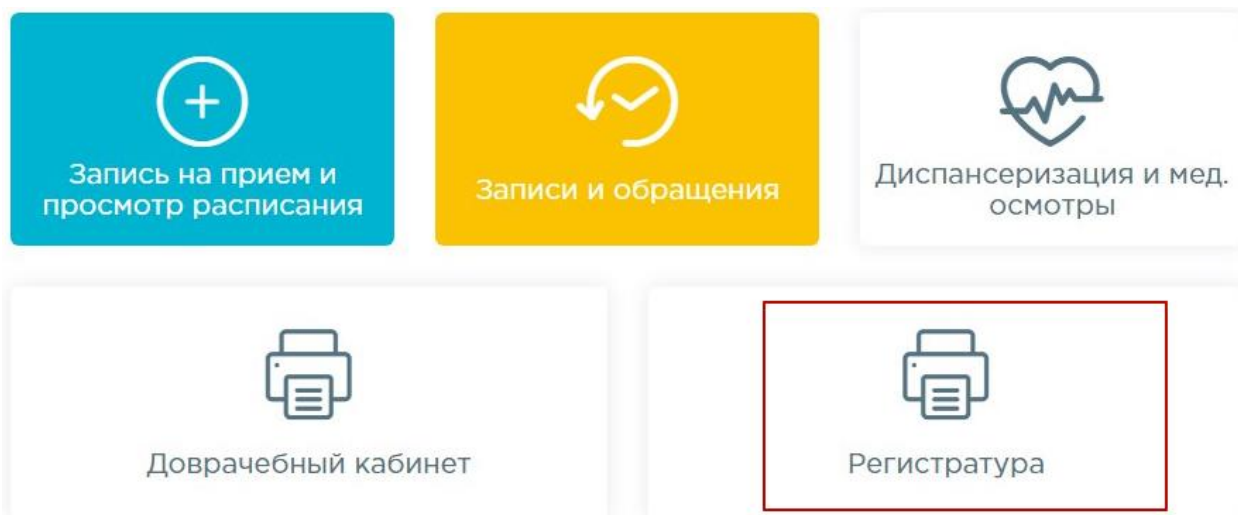 Запись на прием и
просмотр расписания
Записи и обращения
Диспансеризация и мед.
осмотры
Доврачебный кабинет
Регистратура